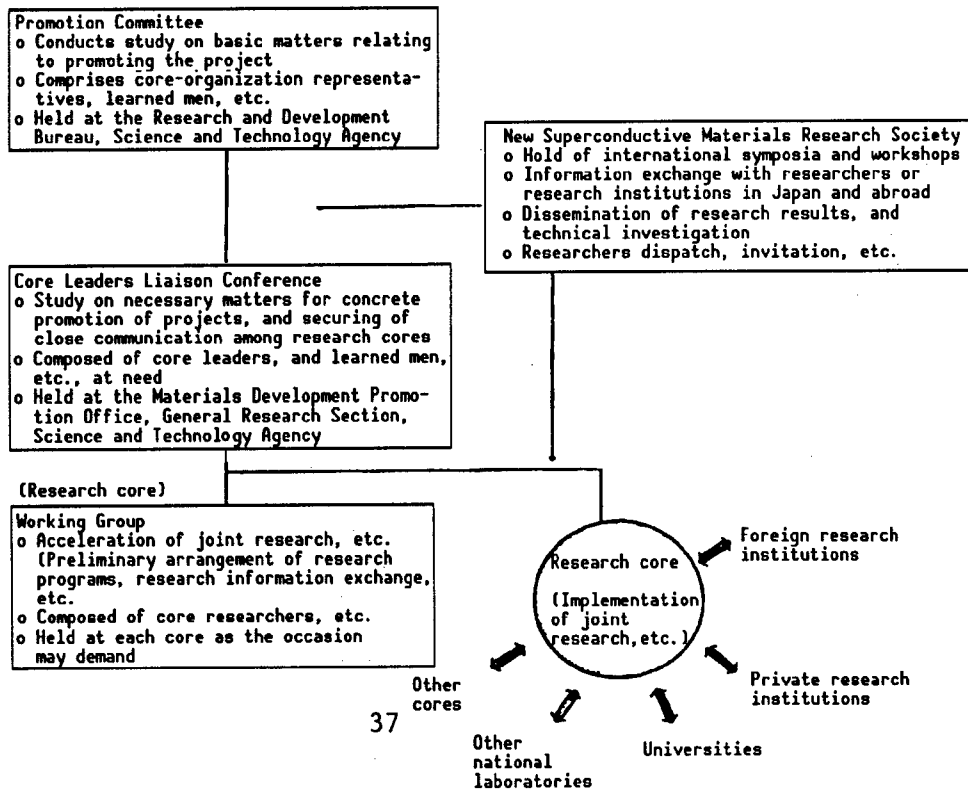 Promotion Committee
o Conducts study on basic matters relating
to promoting the project
o Comprises core-organization representa-
tives, learned men, etc.
o Held at the Research and Development
Bureau, Science and Technology Agency
New Superconductive Materials Research Society
o Hold of international symposia and workshops
o Information exchange with researchers or
research institutions in Japan and abroad
o Dissemination of research results, and
technical investigation
o Researchers dispatch, invitation, etc.
Core Leaders Liaison Conference
o Study on necessary matters for concrete
promotion of projects, and securing of
close communication among research cores
o Composed of core leaders, and learned men,
etc., at need
o Held at the Materials Development Promo-
tion Office, General Research Section,
Science and Technology Agency
(Research core)
Working Group
o Acceleration of joint research, etc.
(Preliminary arrangement of research
programs, research information exchange,
etc.
o Composed of core researchers, etc.
o Held at each core as the occasion
may demand
Research core
(Implementation
of joint
research,etc.)
Foreign research
institutions
Private research
institutions
Universities
Other
national
laboratories
Other
cores
37